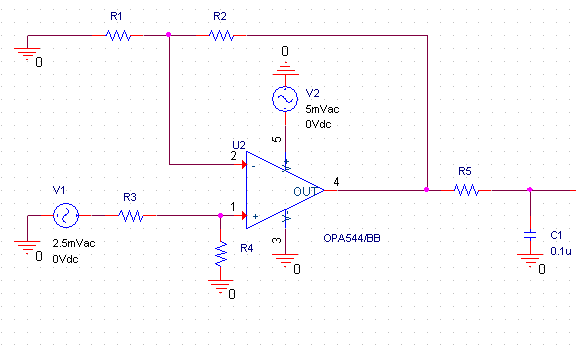 R1
R2
0
0
V2
5mVac
0Vdc
5
U2
2
-
+
V+
OUT
4
R5
V1
R3
1
+
V-
2.5mVac
0Vdc
R4
3
OPA544/BB
C1
0.1u
0
0
0
0